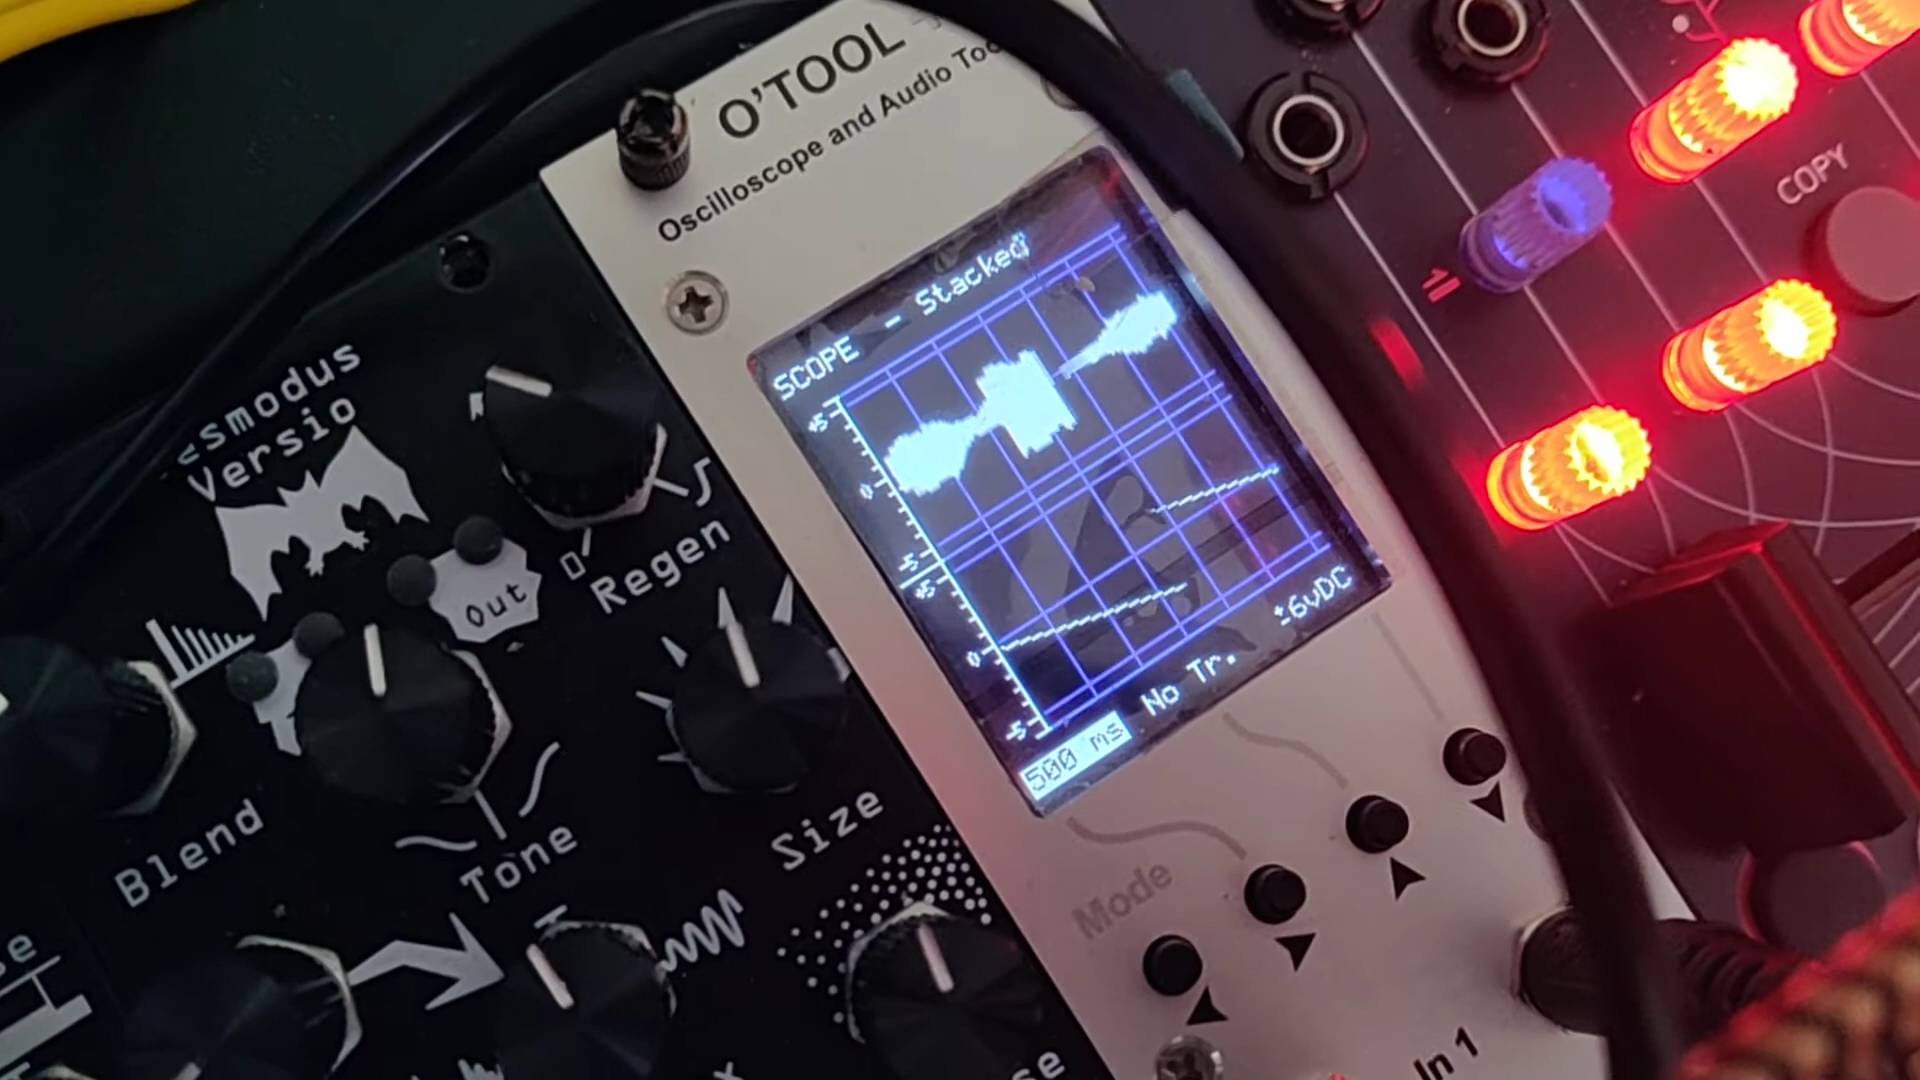 O'TOOL
Oscilloscope and Audio
SCOPE - Stacked
+5
0
-5
+5
0
-5
500 ms
No Tr.
±6vDC
Mode
In 1
COPY
Versio
Out
Regen
Blend
Tone
Size